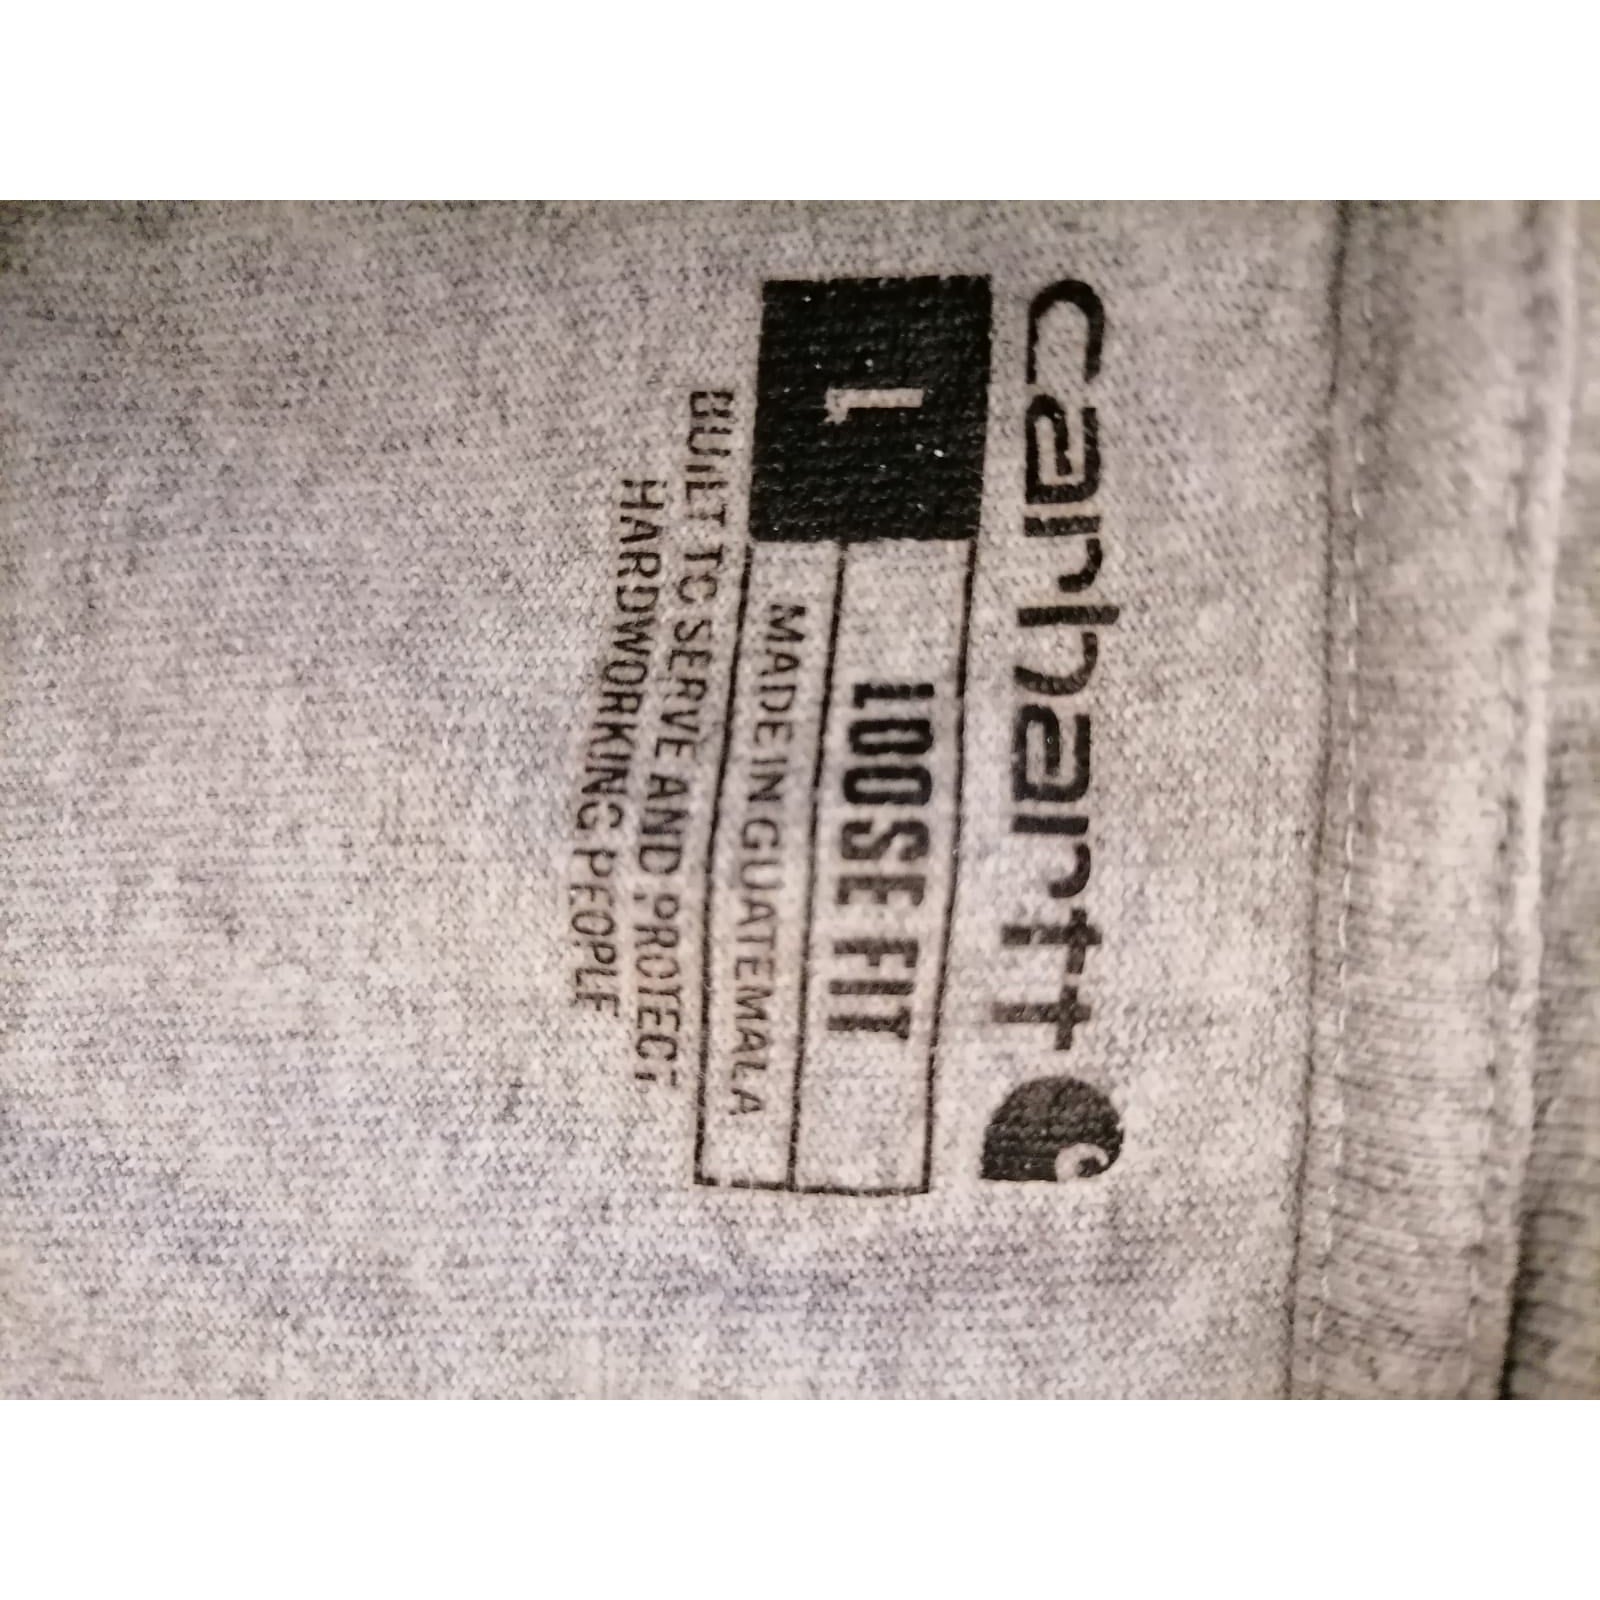 carhartt
L
LOOSE FIT
MADE IN GUATEMALA
BUILT TO SERVE AND PROTECT
HARDWORKING PEOPLE